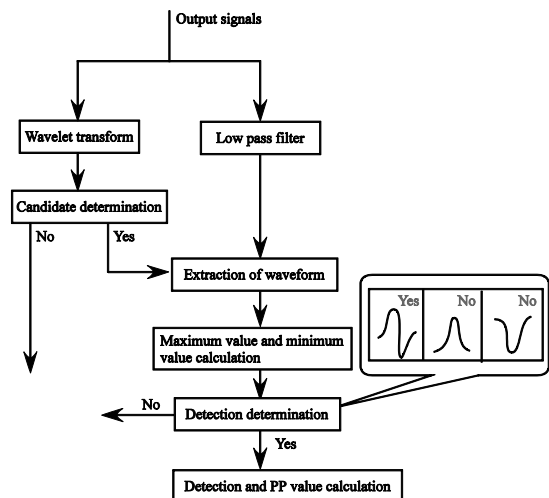 Output signals
Wavelet transform
Low pass filter
Candidate determination
No
Yes
Extraction of waveform
Yes
No
No
Maximum value and minimum
value calculation
No
Detection determination
Yes
Detection and PP value calculation